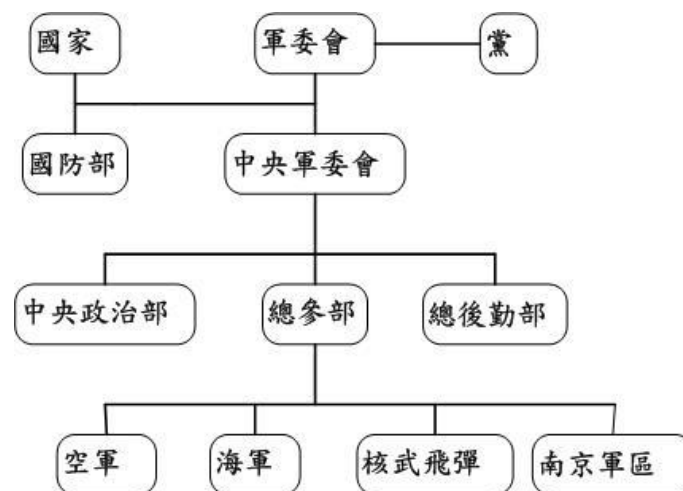 國家
軍委會
黨
國防部
中央軍委會
中央政治部
總參部
總後勤部
空軍
海軍
核武飛彈
南京軍區